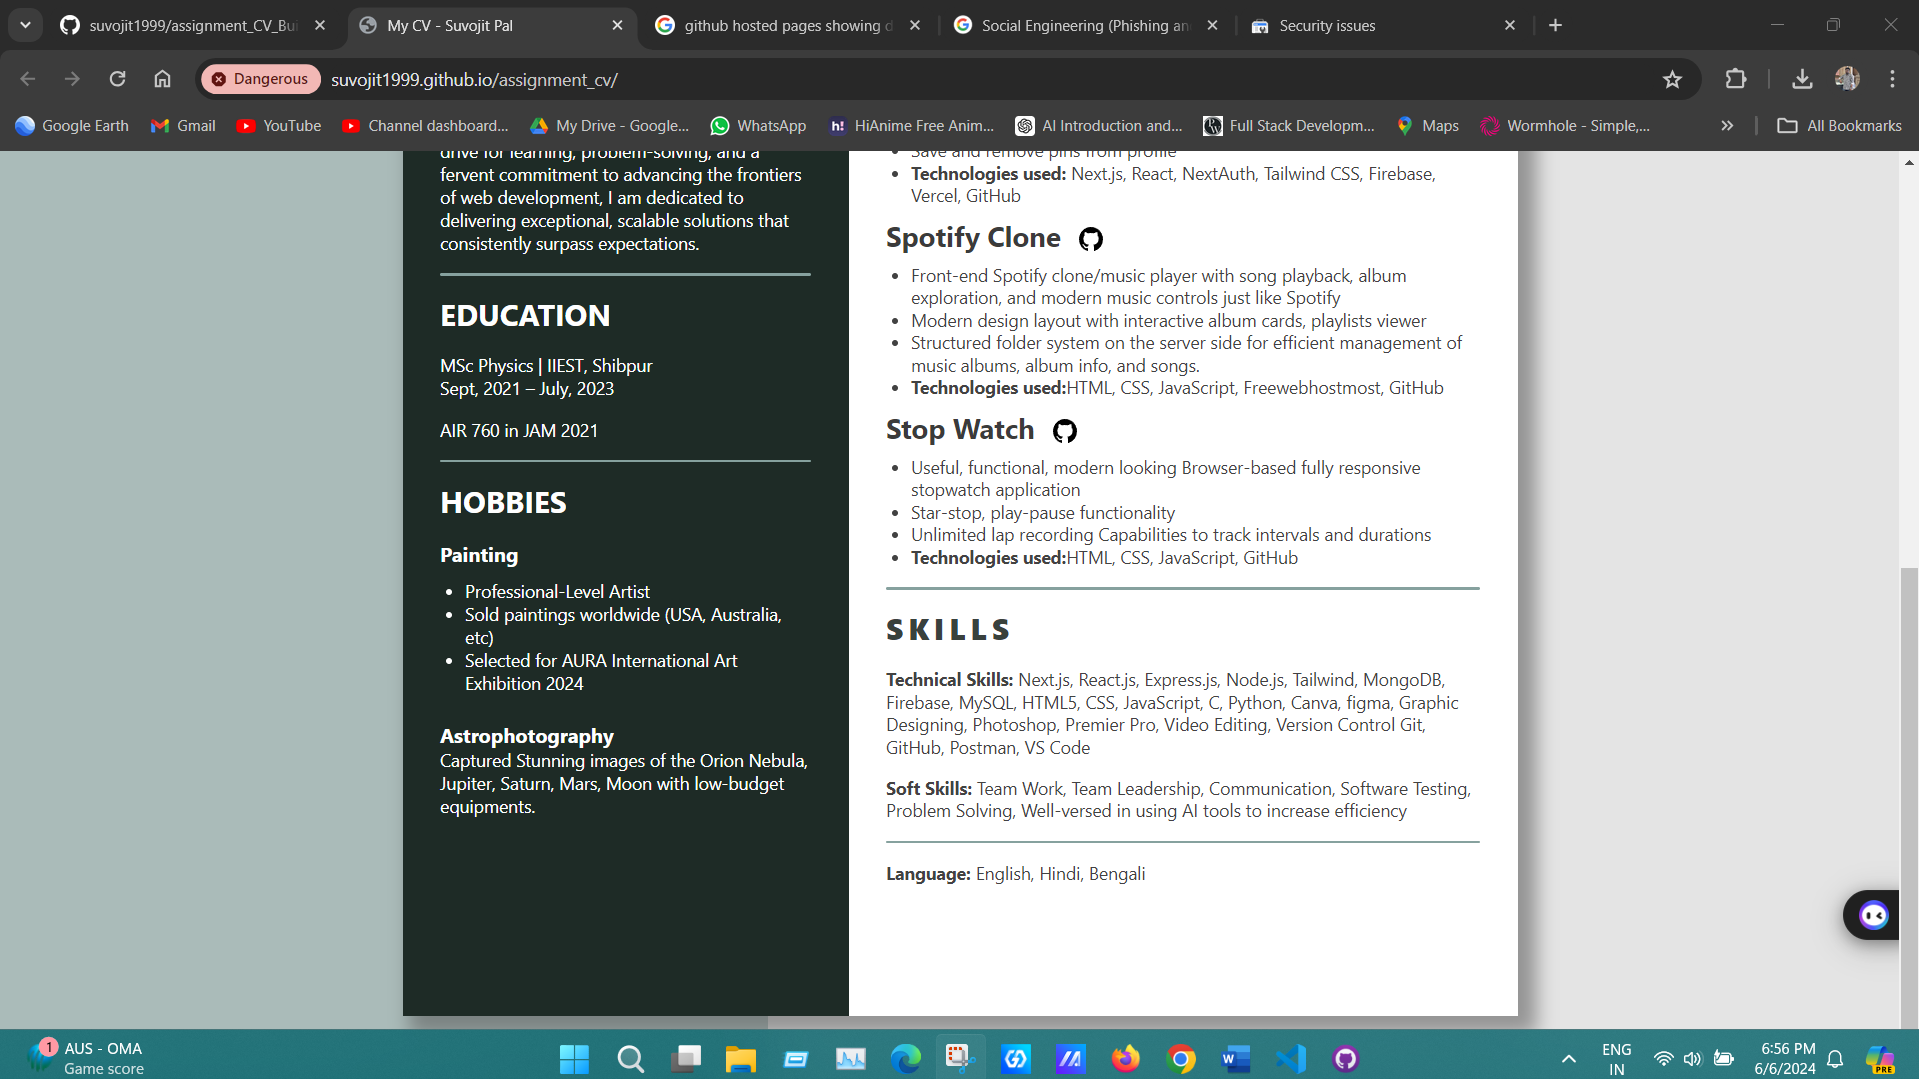 suvojit1999/assignment_CV_Bui
My CV - Suvojit Pal
github hosted pages showing d
Social Engineering (Phishing an
Security issues
Dangerous
suvojit1999.github.io/assignment_cv/
Google Earth
Gmail
YouTube
Channel dashboard...
My Drive - Google...
WhatsApp
h!
HiAnime Free Anim...
AI Introduction and...
Full Stack Developm...
Maps
Wormhole - Simple,...
All Bookmarks
drive for learning, problem-solving, and a
fervent commitment to advancing the frontiers
of web development, I am dedicated to
delivering exceptional, scalable solutions that
consistently surpass expectations.
EDUCATION
MSc Physics | IIEST, Shibpur
Sept, 2021 – July, 2023
AIR 760 in JAM 2021
HOBBIES
Painting
• Professional-Level Artist
• Sold paintings worldwide (USA, Australia,
etc)
• Selected for AURA International Art
Exhibition 2024
Astrophotography
Captured Stunning images of the Orion Nebula,
Jupiter, Saturn, Mars, Moon with low-budget
equipments.
• Save and remove pins from profile
• Technologies used: Next.js, React, NextAuth, Tailwind CSS, Firebase,
Vercel, GitHub
Spotify Clone
• Front-end Spotify clone/music player with song playback, album
exploration, and modern music controls just like Spotify
• Modern design layout with interactive album cards, playlists viewer
• Structured folder system on the server side for efficient management of
music albums, album info, and songs.
• Technologies used:HTML, CSS, JavaScript, Freewebhostmost, GitHub
Stop Watch
• Useful, functional, modern looking Browser-based fully responsive
stopwatch application
• Star-stop, play-pause functionality
• Unlimited lap recording Capabilities to track intervals and durations
• Technologies used:HTML, CSS, JavaScript, GitHub
SKILLS
Technical Skills: Next.js, React.js, Express.js, Node.js, Tailwind, MongoDB,
Firebase, MySQL, HTML5, CSS, JavaScript, C, Python, Canva, figma, Graphic
Designing, Photoshop, Premier Pro, Video Editing, Version Control Git,
GitHub, Postman, VS Code
Soft Skills: Team Work, Team Leadership, Communication, Software Testing,
Problem Solving, Well-versed in using AI tools to increase efficiency
Language: English, Hindi, Bengali
1
AUS - OMA
Game score
ENG
IN
6:56 PM
6/6/2024
PRE